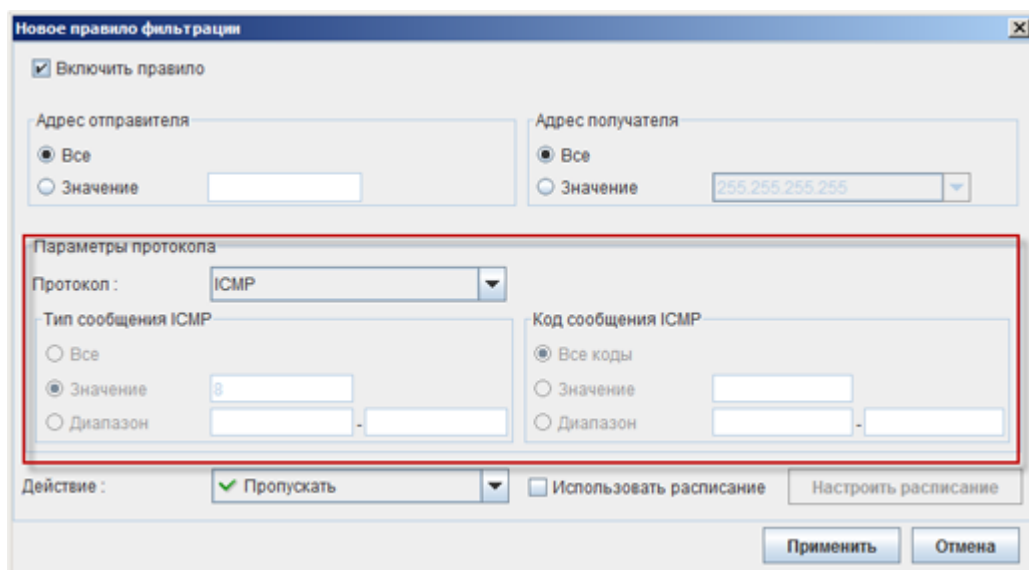 Новое правило фильтрации
Включить правило
Адрес отправителя
Адрес получателя
Все
Все
Значение
Значение 255.255.255.255
Параметры протокола
Протокол : ICMP
Тип сообщения ICMP
Код сообщения ICMP
Все
Все коды
Значение 8
Значение
Диапазон -
Диапазон -
Действие : Пропускать Использовать расписание Настроить расписание
Применить Отмена